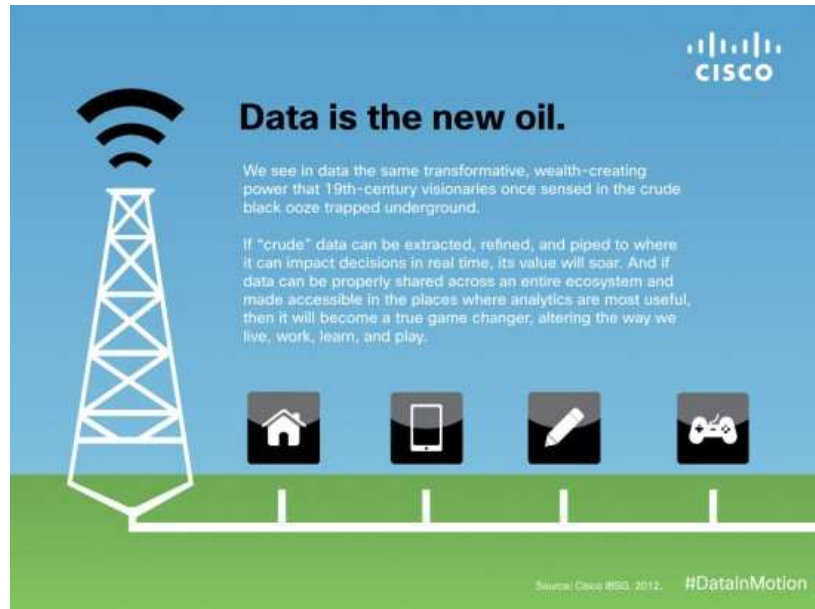 CISCO
Data is the new oil.
We see in data the same transformative, wealth-creating
power that 19th-century visionaries once sensed in the crude
black ooze trapped underground.
If "crude" data can be extracted, refined, and piped to where
it can impact decisions in real time, its value will soar. And if
data can be properly shared across an entire ecosystem and
made accessible in the places where analytics are most useful,
then it will become a true game changer, altering the way we
live, work, learn, and play.
Source: Cisco IBSG, 2012.
#DataInMotion